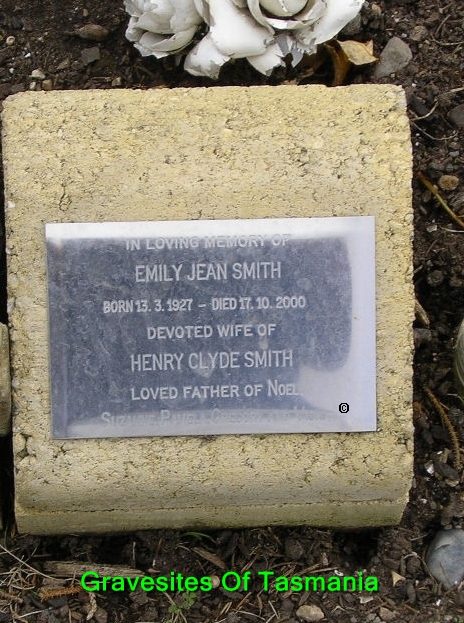 IN LOVING MEMORY OF
EMILY JEAN SMITH
BORN 13. 3. 1927 – DIED 17. 10. 2000
DEVOTED WIFE OF
HENRY CLYDE SMITH
LOVED FATHER OF NOEL
©
Gravesites Of Tasmania